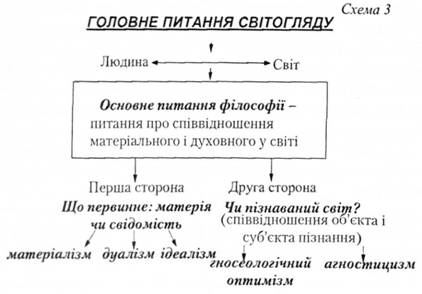 Схема 3
ГОЛОВНЕ ПИТАННЯ СВІТОГЛЯДУ
Людина Світ
Основне питання філософії –
питання про співвідношення
матеріального і духовного у світі
Перша сторона
Що первинне: матерія
чи свідомість
матеріалізм дуалізм ідеалізм
Друга сторона
Чи пізнаваний світ?
(співвідношення об'єкта і
суб'єкта пізнання)
гносеологічний
оптимізм
агностицизм